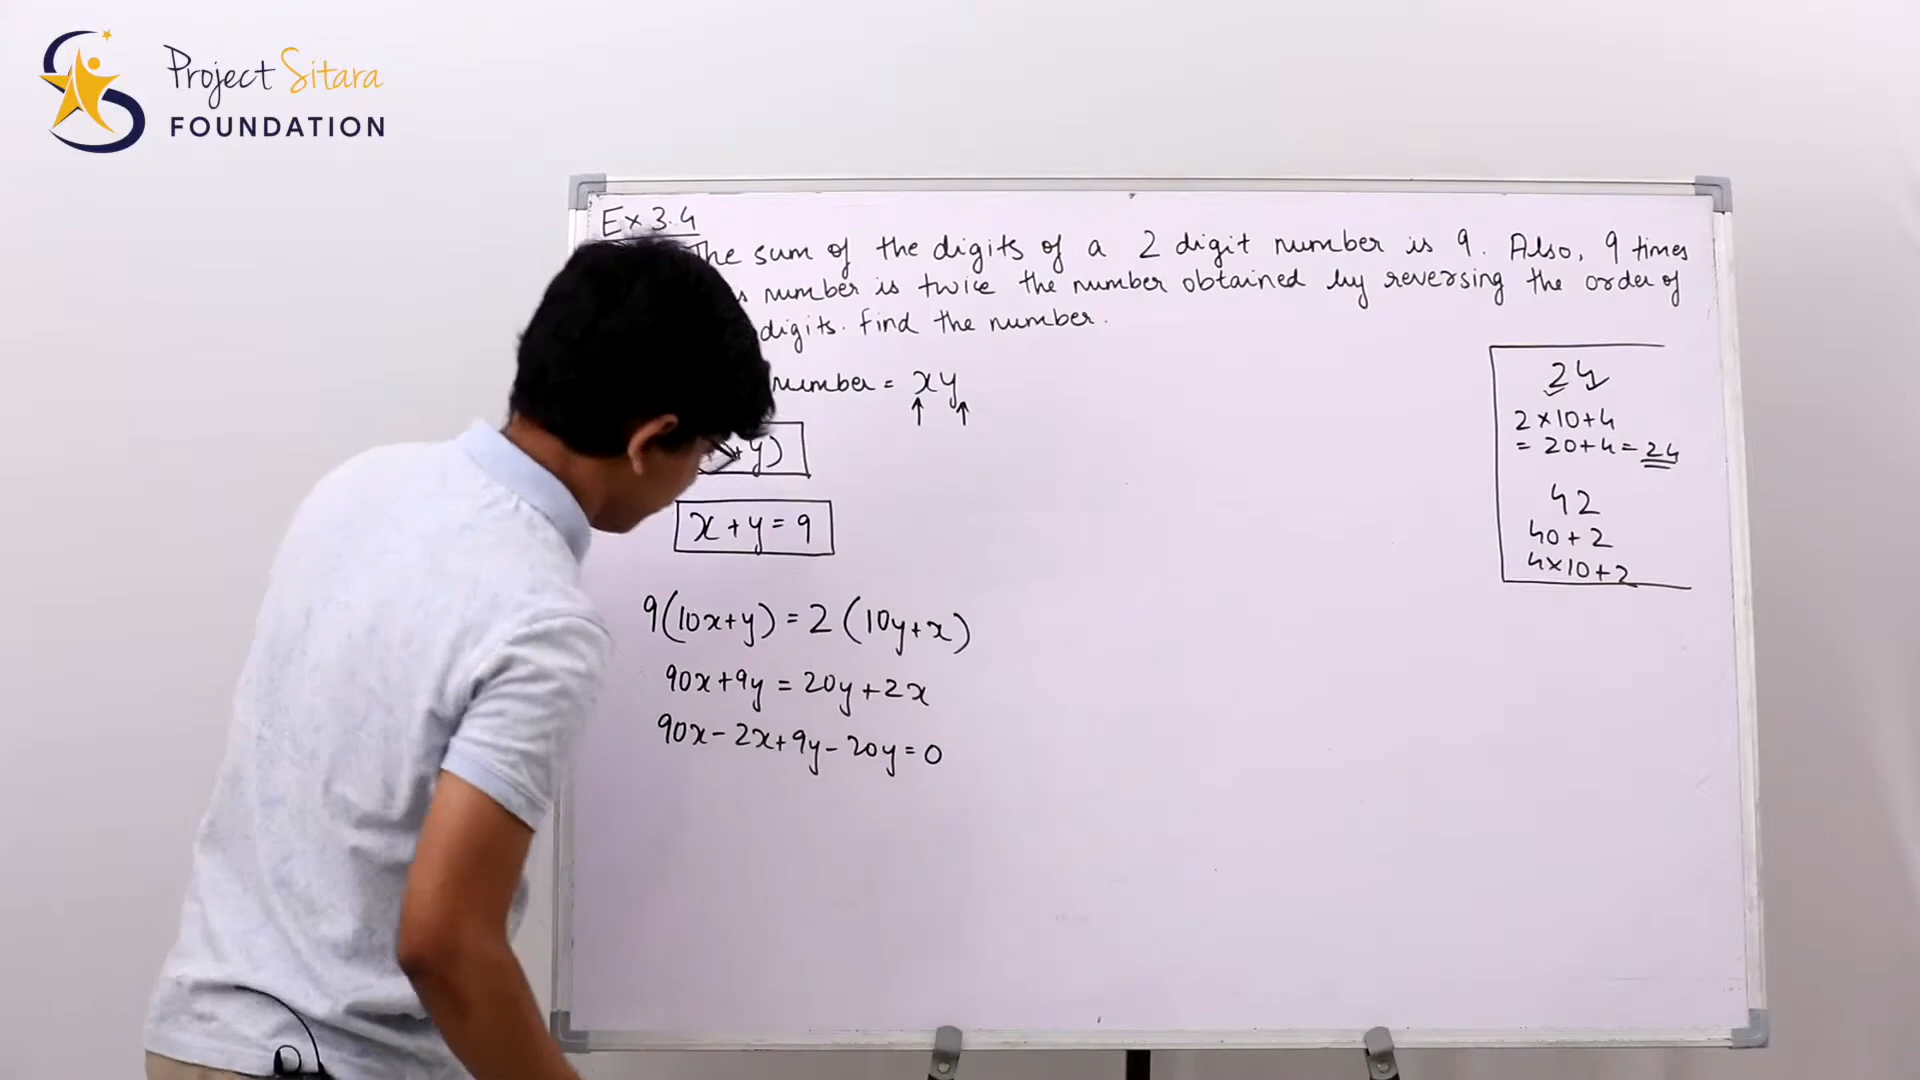 Project Sitara
FOUNDATION
Ex 3.4
The sum of the digits of a 2 digit number is 9. Also, 9 times
number is twice the number obtained by reversing the order of
digits. Find the number.
number = xy
+y)
x + y = 9
9(10x+y) = 2 (10y+x)
90x+9y = 20y+2x
90x- 2x+9y- 20y=0
24
2×10+4
= 20+4=24
42
40+2
4×10+2